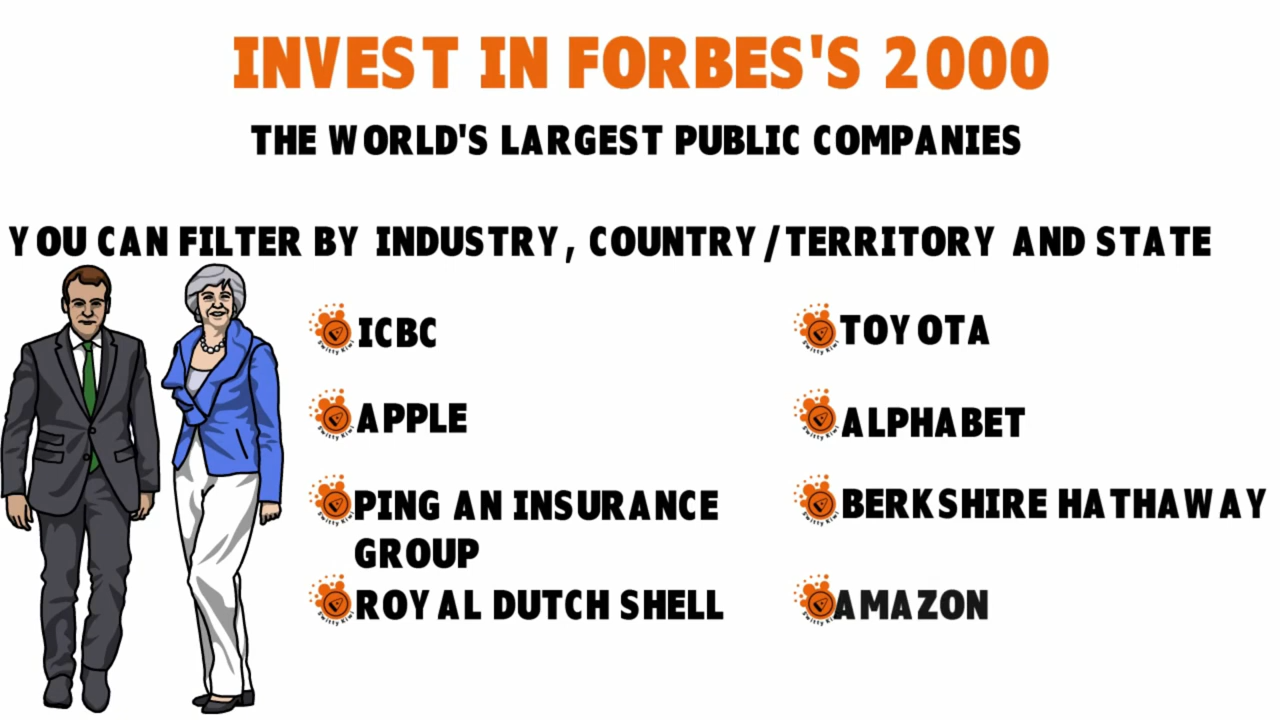 INVEST IN FORBES'S 2000
THE WORLD'S LARGEST PUBLIC COMPANIES
YOU CAN FILTER BY INDUSTRY, COUNTRY/TERRITORY AND STATE
ICBC
APPLE
PING AN INSURANCE
GROUP
ROYAL DUTCH SHELL
TOYOTA
ALPHABET
BERKSHIRE HATHAWAY
AMAZON